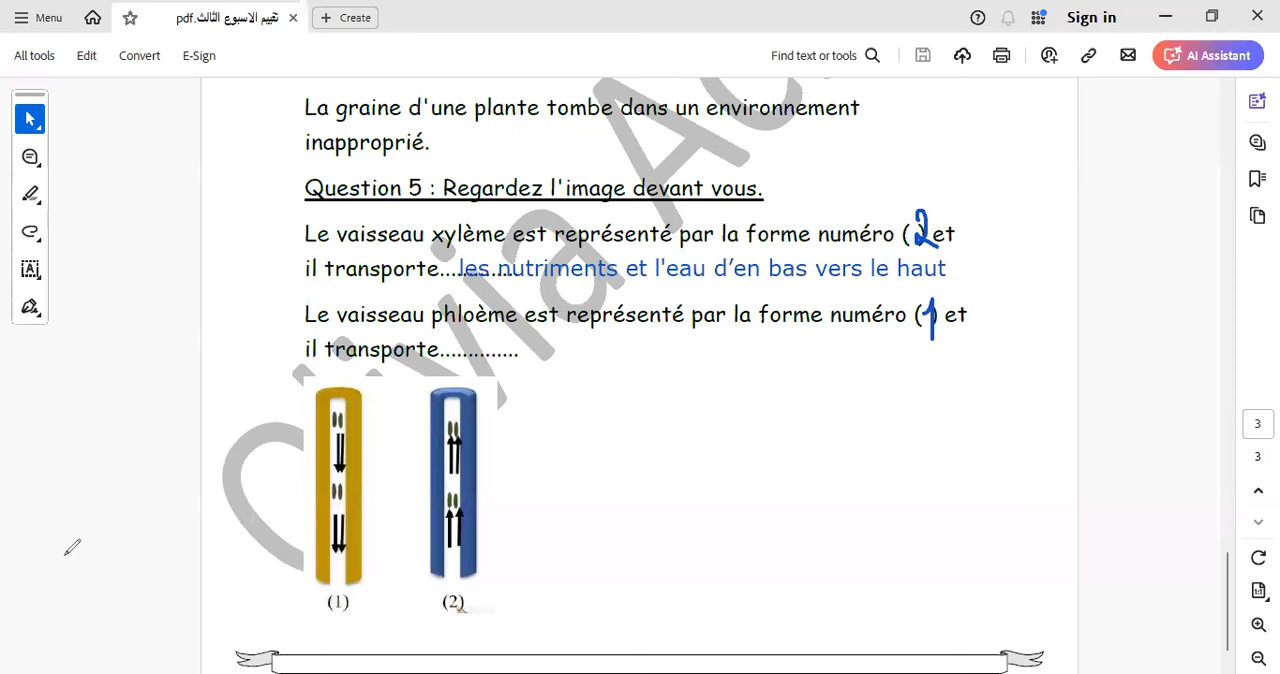 Menu
تقييم الاسبوع الثالث.pdf
Create
Sign in
All tools Edit Convert E-Sign
Find text or tools
AI Assistant
La graine d'une plante tombe dans un environnement
inapproprié.
Question 5 : Regardez l'image devant vous.
Le vaisseau xylème est représenté par la forme numéro ( 2 et
il transporte....les nutriments et l'eau d’en bas vers le haut
Le vaisseau phloème est représenté par la forme numéro (1) et
il transporte..............
(1) (2)
3
3